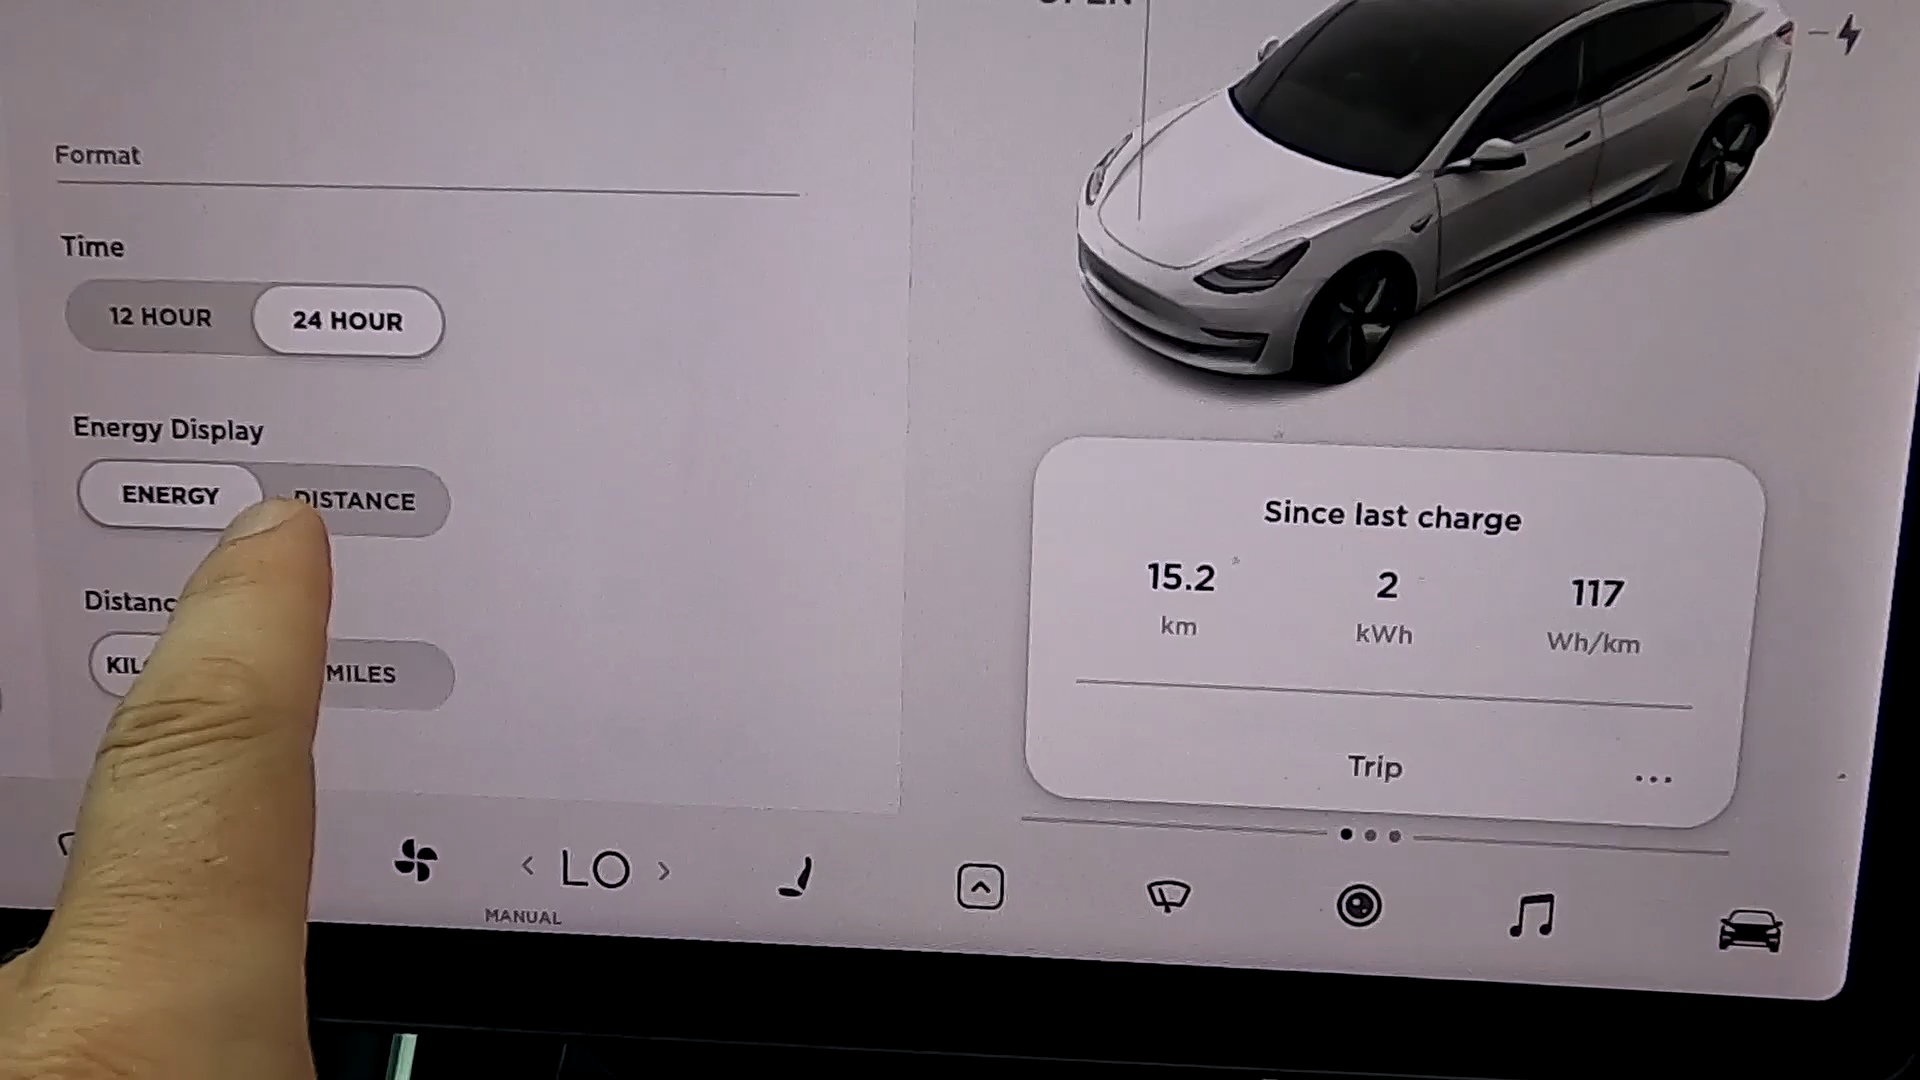 Format
Time
12 HOUR
24 HOUR
Energy Display
ENERGY
DISTANCE
MILES
Since last charge
15.2
2
117
km
kWh
Wh/km
Trip
...
< LO >
MANUAL